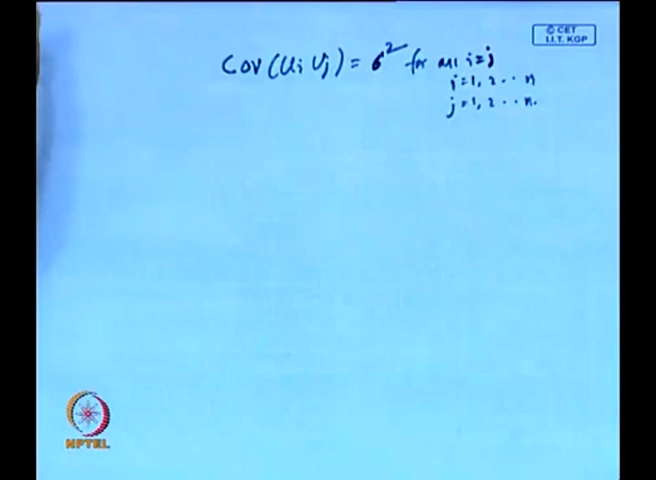 © CET
I.I.T. KGP
Cov(Ui Uj) = σ² for all i=j
i=1, 2 .. n
j=1, 2 .. n.
NPTEL